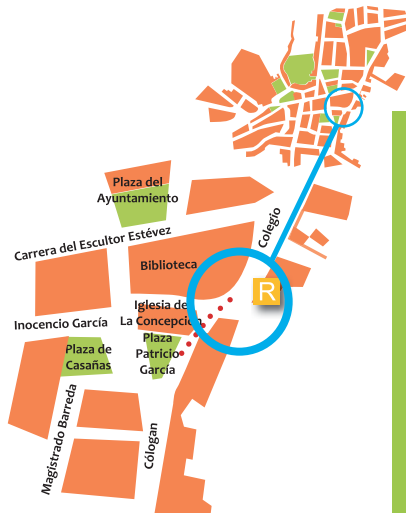 Plaza del
Ayuntamiento
Colegio
Carrera del Escultor Estévez
Biblioteca
R
Iglesia de
La Concepción
Inocencio García
Plaza
Patricio
García
Plaza de
Casañas
Magistrado Barreda
Cólogan